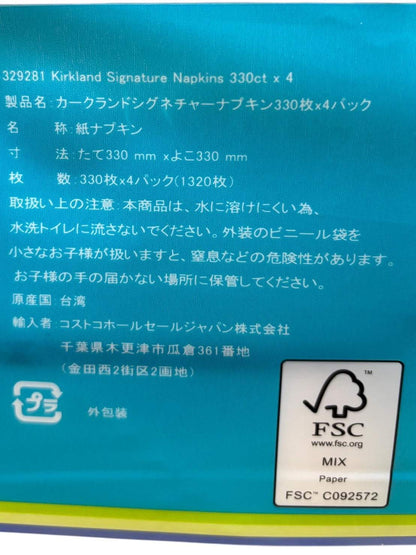 329281 Kirkland Signature Napkins 330ct x 4
製品名:カークランドシグネチャーナプキン330枚x4パック
名 称:紙ナプキン
寸 法:たて330 mm xよこ330 mm
枚 数:330枚x4パック(1320枚)
取扱い上の注意:本商品は、水に溶けにくい為、
水洗トイレに流さないでください。外装のビニール袋を
小さなお子様が扱いますと、窒息などの危険性があります。
お子様の手の届かない場所に保管してください。
原産国:台湾
輸入者:コストコホールセールジャパン株式会社
千葉県木更津市瓜倉361番地
(金田西2街区2画地)
プラ 外包装
FSC™
www.fsc.org
MIX
Paper
FSC™ C092572